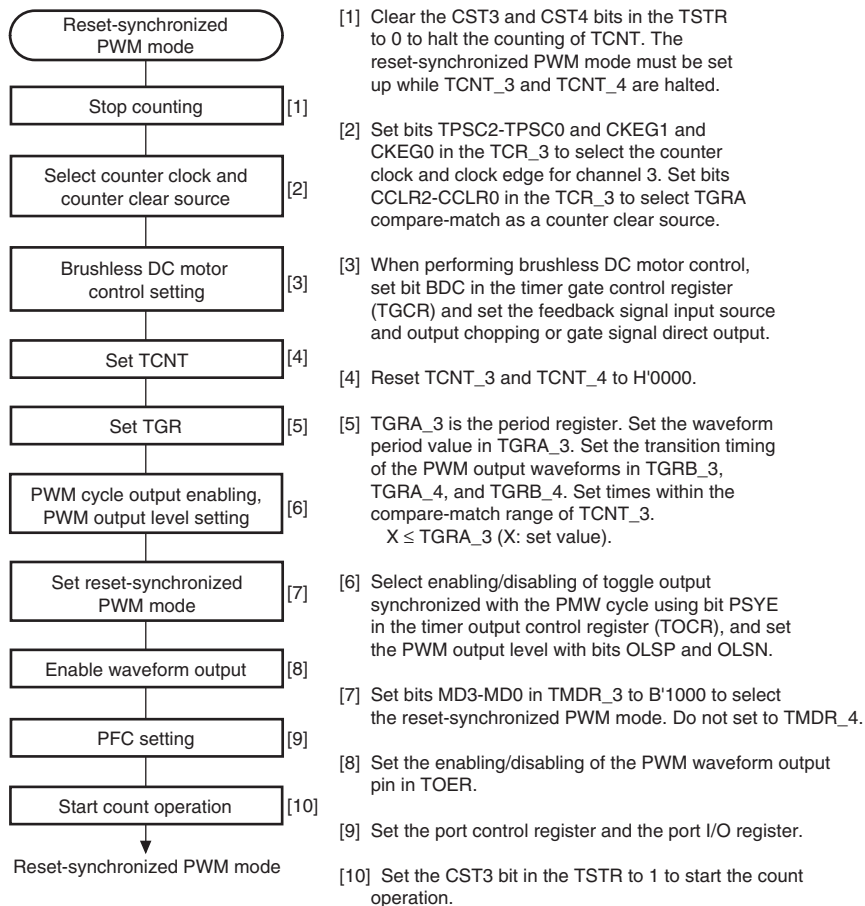 Reset-synchronized
PWM mode
Stop counting
[1]
Select counter clock and
counter clear source
[2]
Brushless DC motor
control setting
[3]
Set TCNT
[4]
Set TGR
[5]
PWM cycle output enabling,
PWM output level setting
[6]
Set reset-synchronized
PWM mode
[7]
Enable waveform output
[8]
PFC setting
[9]
Start count operation
[10]
Reset-synchronized PWM mode
[1] Clear the CST3 and CST4 bits in the TSTR
to 0 to halt the counting of TCNT. The
reset-synchronized PWM mode must be set
up while TCNT_3 and TCNT_4 are halted.
[2] Set bits TPSC2-TPSC0 and CKEG1 and
CKEG0 in the TCR_3 to select the counter
clock and clock edge for channel 3. Set bits
CCLR2-CCLR0 in the TCR_3 to select TGRA
compare-match as a counter clear source.
[3] When performing brushless DC motor control,
set bit BDC in the timer gate control register
(TGCR) and set the feedback signal input source
and output chopping or gate signal direct output.
[4] Reset TCNT_3 and TCNT_4 to H'0000.
[5] TGRA_3 is the period register. Set the waveform
period value in TGRA_3. Set the transition timing
of the PWM output waveforms in TGRB_3,
TGRA_4, and TGRB_4. Set times within the
compare-match range of TCNT_3.
X ≤ TGRA_3 (X: set value).
[6] Select enabling/disabling of toggle output
synchronized with the PMW cycle using bit PSYE
in the timer output control register (TOCR), and set
the PWM output level with bits OLSP and OLSN.
[7] Set bits MD3-MD0 in TMDR_3 to B'1000 to select
the reset-synchronized PWM mode. Do not set to TMDR_4.
[8] Set the enabling/disabling of the PWM waveform output
pin in TOER.
[9] Set the port control register and the port I/O register.
[10] Set the CST3 bit in the TSTR to 1 to start the count
operation.